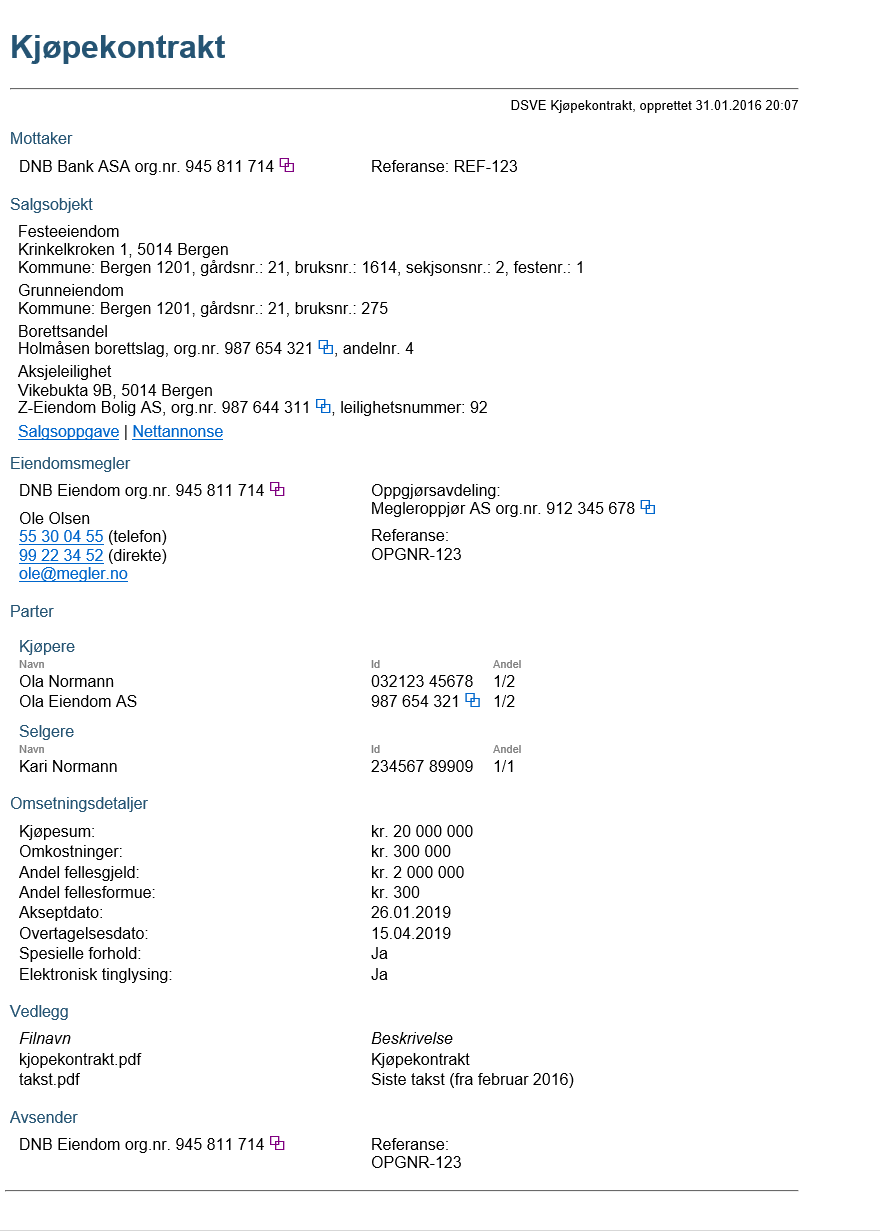 Kjøpekontrakt
DSVE Kjøpekontrakt, opprettet 31.01.2016 20:07
Mottaker
DNB Bank ASA org.nr. 945 811 714 Referanse: REF-123
Salgsobjekt
Festeeiendom
Krinkelkroken 1, 5014 Bergen
Kommune: Bergen 1201, gårdsnr.: 21, bruksnr.: 1614, sekjsonsnr.: 2, festenr.: 1
Grunneiendom
Kommune: Bergen 1201, gårdsnr.: 21, bruksnr.: 275
Borettsandel
Holmåsen borettslag, org.nr. 987 654 321 , andelnr. 4
Aksjeleilighet
Vikebukta 9B, 5014 Bergen
Z-Eiendom Bolig AS, org.nr. 987 644 311 , leilighetsnummer: 92
Salgsoppgave | Nettannonse
Eiendomsmegler
DNB Eiendom org.nr. 945 811 714
Ole Olsen
55 30 04 55 (telefon)
99 22 34 52 (direkte)
ole@megler.no
Oppgjørsavdeling:
Megleroppjør AS org.nr. 912 345 678
Referanse:
OPGNR-123
Parter
Kjøpere
Navn Id Andel
Ola Normann 032123 45678 1/2
Ola Eiendom AS 987 654 321 1/2
Selgere
Navn Id Andel
Kari Normann 234567 89909 1/1
Omsetningsdetaljer
Kjøpesum: kr. 20 000 000
Omkostninger: kr. 300 000
Andel fellesgjeld: kr. 2 000 000
Andel fellesformue: kr. 300
Akseptdato: 26.01.2019
Overtagelsesdato: 15.04.2019
Spesielle forhold: Ja
Elektronisk tinglysing: Ja
Vedlegg
Filnavn Beskrivelse
kjopekontrakt.pdf Kjøpekontrakt
takst.pdf Siste takst (fra februar 2016)
Avsender
DNB Eiendom org.nr. 945 811 714 Referanse:
OPGNR-123